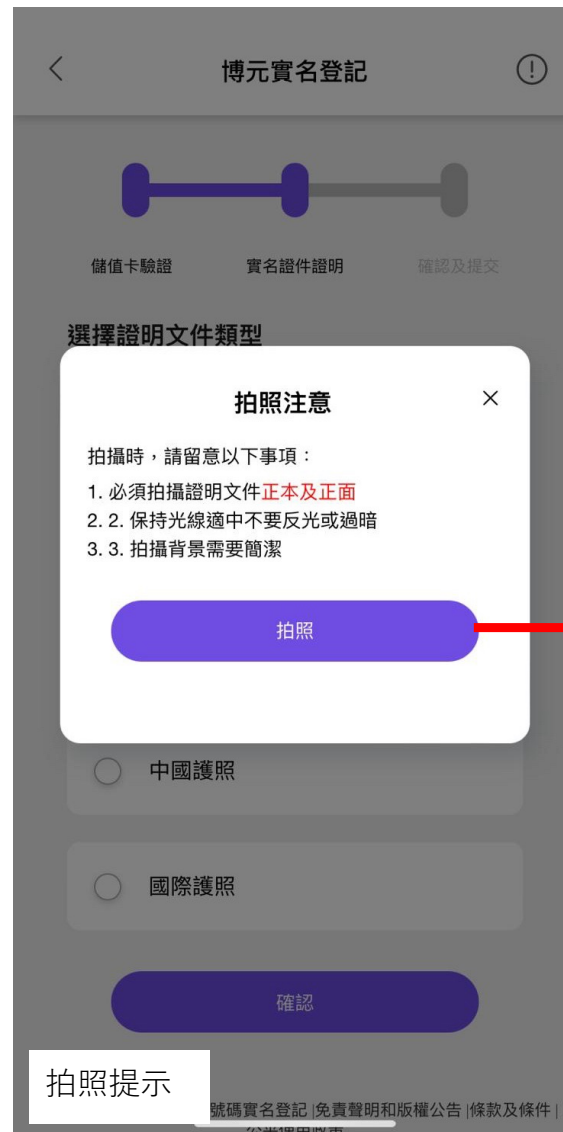 博元實名登記
儲值卡驗證
實名證件證明
確認及提交
選擇證明文件類型
拍照注意
拍攝時，請留意以下事項：
1. 必須拍攝證明文件正本及正面
2. 2. 保持光線適中不要反光或過暗
3. 3. 拍攝背景需要簡潔
拍照
中國護照
國際護照
確認
拍照提示
號碼實名登記 |免責聲明和版權公告 |條款及條件 |